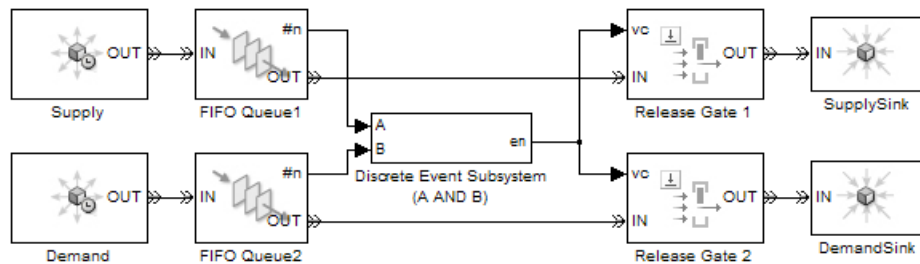 #n
#n
OUT
IN
OUT
vc
IN
OUT
IN
Supply
FIFO Queue1
Release Gate 1
SupplySink
A
B
en
Discrete Event Subsystem
(A AND B)
#n
OUT
IN
OUT
vc
IN
OUT
IN
Demand
FIFO Queue2
Release Gate 2
DemandSink